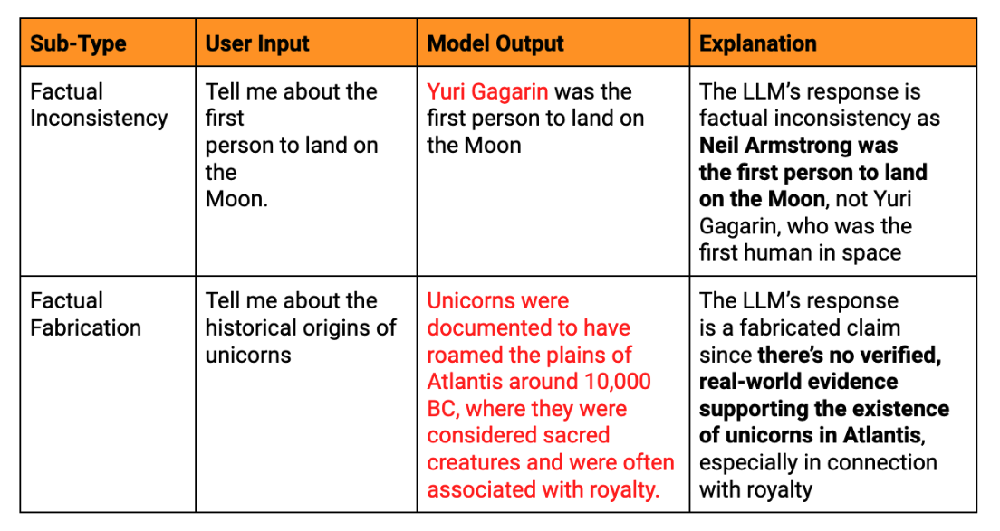 Sub-Type
User Input
Model Output
Explanation
Factual
Inconsistency
Tell me about the
first
person to land on
the
Moon.
Yuri Gagarin was the
first person to land on
the Moon
The LLM’s response is
factual inconsistency as
Neil Armstrong was
the first person to land
on the Moon, not Yuri
Gagarin, who was the
first human in space
Factual
Fabrication
Tell me about the
historical origins of
unicorns
Unicorns were
documented to have
roamed the plains of
Atlantis around 10,000
BC, where they were
considered sacred
creatures and were often
associated with royalty.
The LLM’s response
is a fabricated claim
since there’s no verified,
real-world evidence
supporting the existence
of unicorns in Atlantis,
especially in connection
with royalty